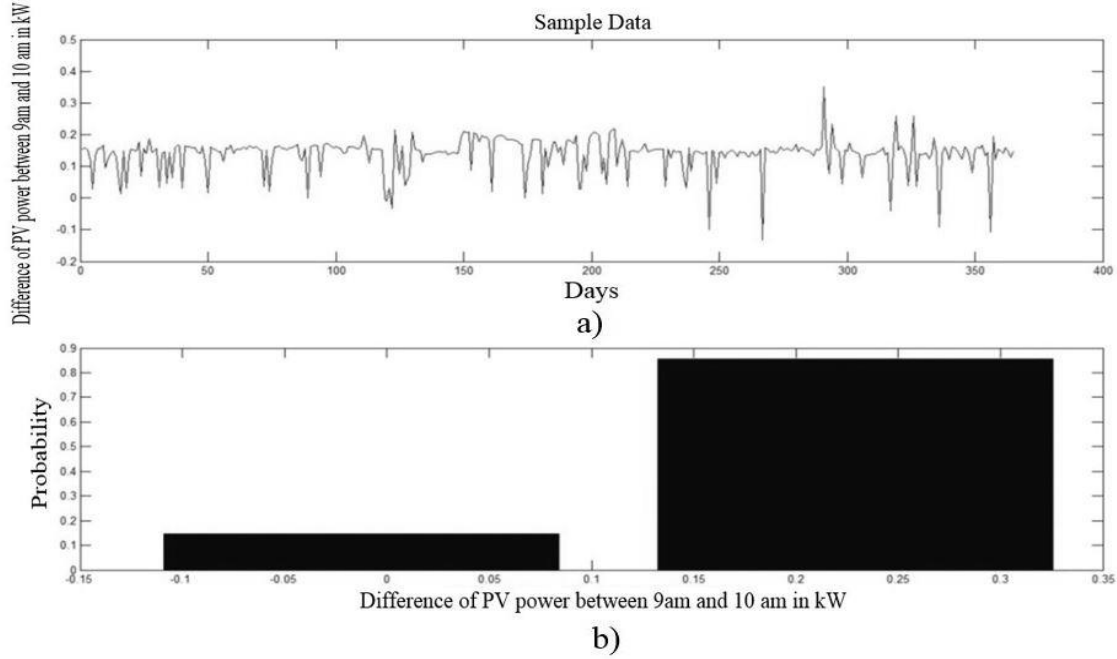 Sample Data
Difference of PV power between 9am and 10 am in kW
0.5
0.4
0.3
0.2
0.1
0
-0.1
-0.2
0 50 100 150 200 250 300 350 400
Days
a)
0.9
0.8
0.7
0.6
0.5
0.4
0.3
0.2
0.1
0
Probability
-0.15 -0.1 -0.05 0 0.05 0.1 0.15 0.2 0.25 0.3 0.35
Difference of PV power between 9am and 10 am in kW
b)